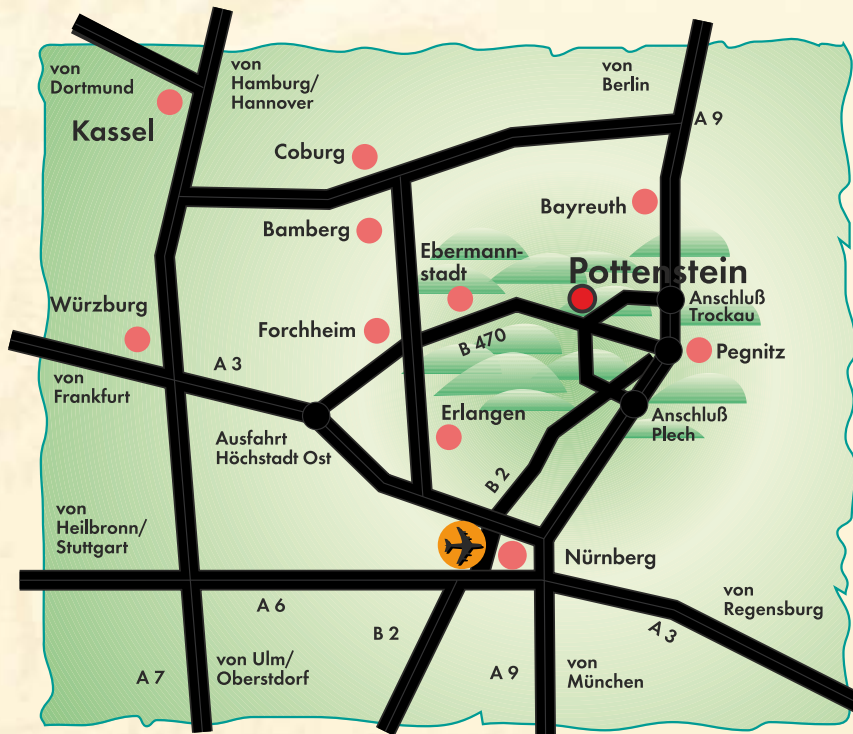 von
Dortmund
Kassel
von
Hamburg/
Hannover
von
Berlin
A 9
Coburg
Bamberg
Bayreuth
Ebermann-
stadt
Pottenstein
Anschluß
Trockau
Würzburg
Forchheim
B 470
Pegnitz
A 3
von
Frankfurt
Ausfahrt
Höchstadt Ost
Erlangen
Anschluß
Plech
B 2
von
Heilbronn/
Stuttgart
Nürnberg
A 6
B 2
von
Regensburg
A 3
A 7
von Ulm/
Oberstdorf
A 9
von
München